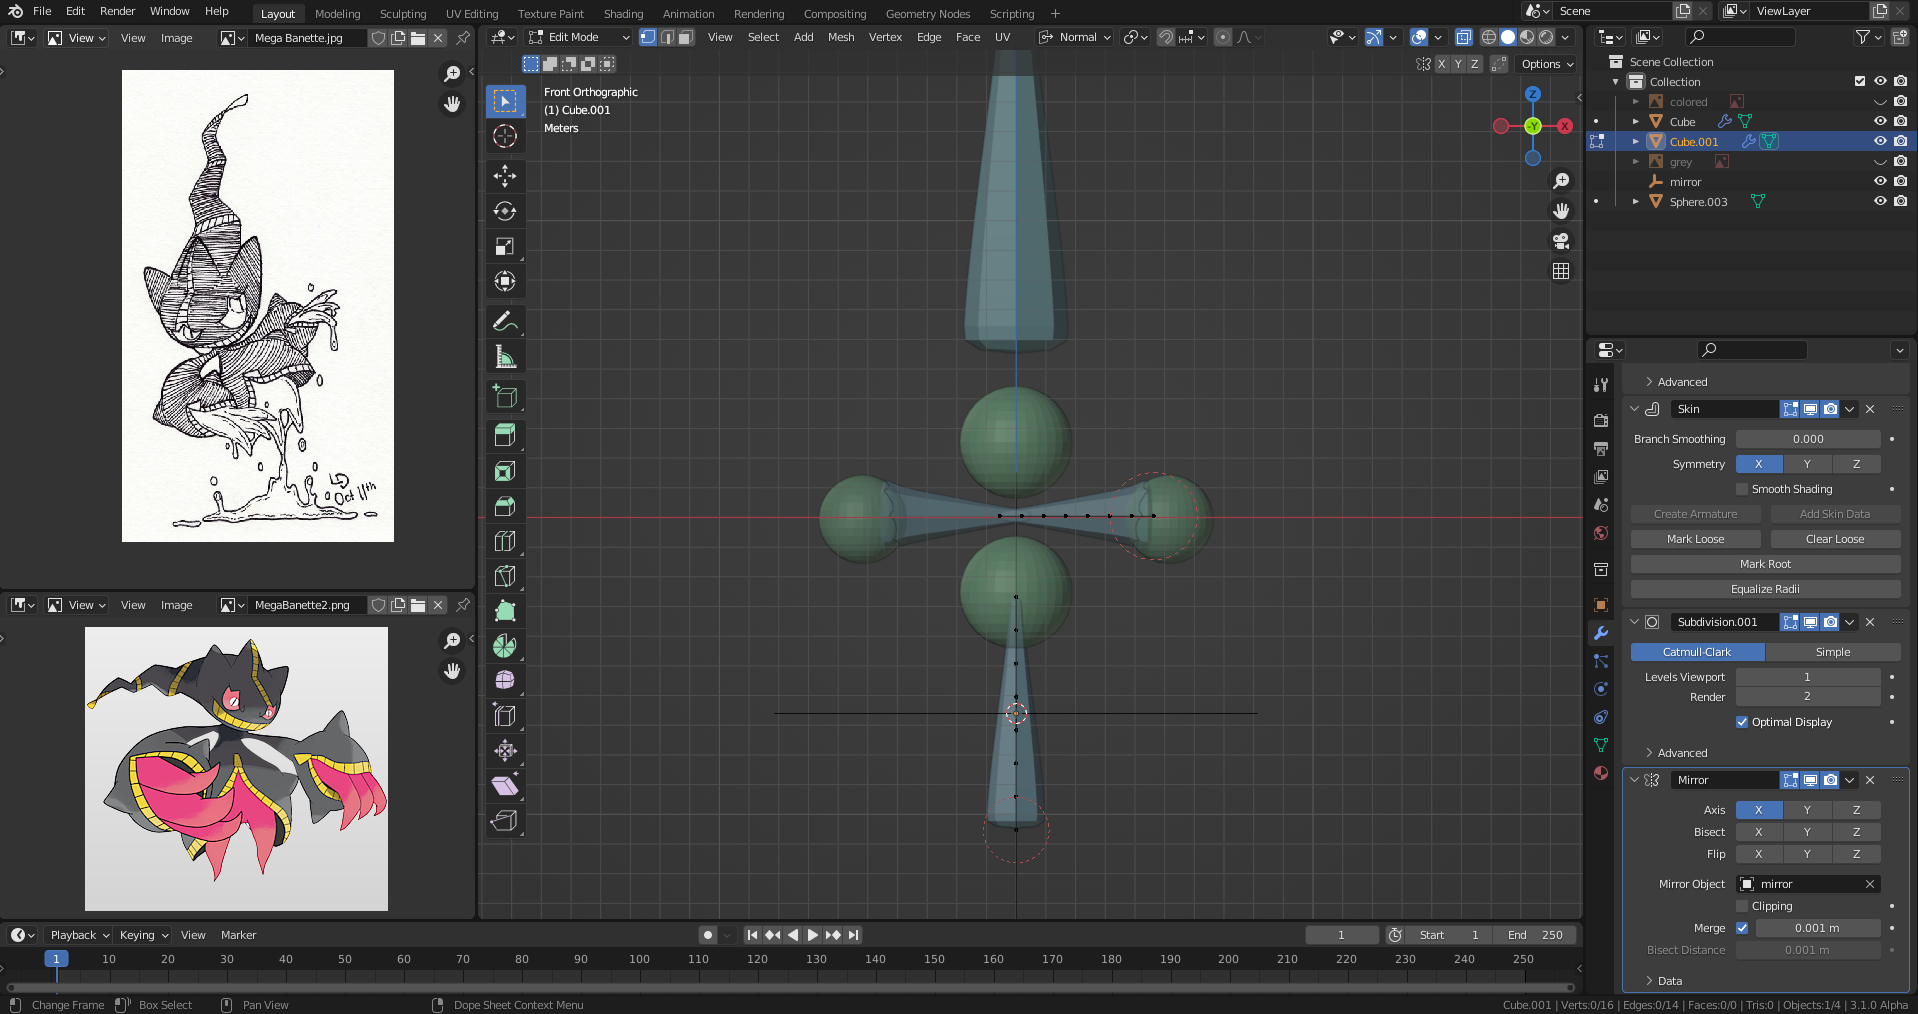 File Edit Render Window Help Layout Modeling Sculpting UV Editing Texture Paint Shading Animation Rendering Compositing Geometry Nodes Scripting + Scene ViewLayer
View View Image Mega Banette.jpg
Edit Mode View Select Add Mesh Vertex Edge Face UV Normal
X Y Z Options
Front Orthographic
(1) Cube.001
Meters
Z
-Y X
LD
Oct 11th
View View Image MegaBanette2.png
Scene Collection
Collection
colored
Cube
Cube.001
grey
mirror
Sphere.003
Advanced
Skin
Branch Smoothing 0.000
Symmetry X Y Z
Smooth Shading
Create Armature Add Skin Data
Mark Loose Clear Loose
Mark Root
Equalize Radii
Subdivision.001
Catmull-Clark Simple
Levels Viewport 1
Render 2
Optimal Display
Advanced
Mirror
Axis X Y Z
Bisect X Y Z
Flip X Y Z
Mirror Object mirror
Clipping
Merge 0.001 m
Bisect Distance 0.001 m
Data
Playback Keying View Marker 1 Start 1 End 250
1 10 20 30 40 50 60 70 80 90 100 110 120 130 140 150 160 170 180 190 200 210 220 230 240 250
Change Frame Box Select Pan View Dope Sheet Context Menu Cube.001 | Verts:0/16 | Edges:0/14 | Faces:0/0 | Tris:0 | Objects:1/4 | 3.1.0 Alpha